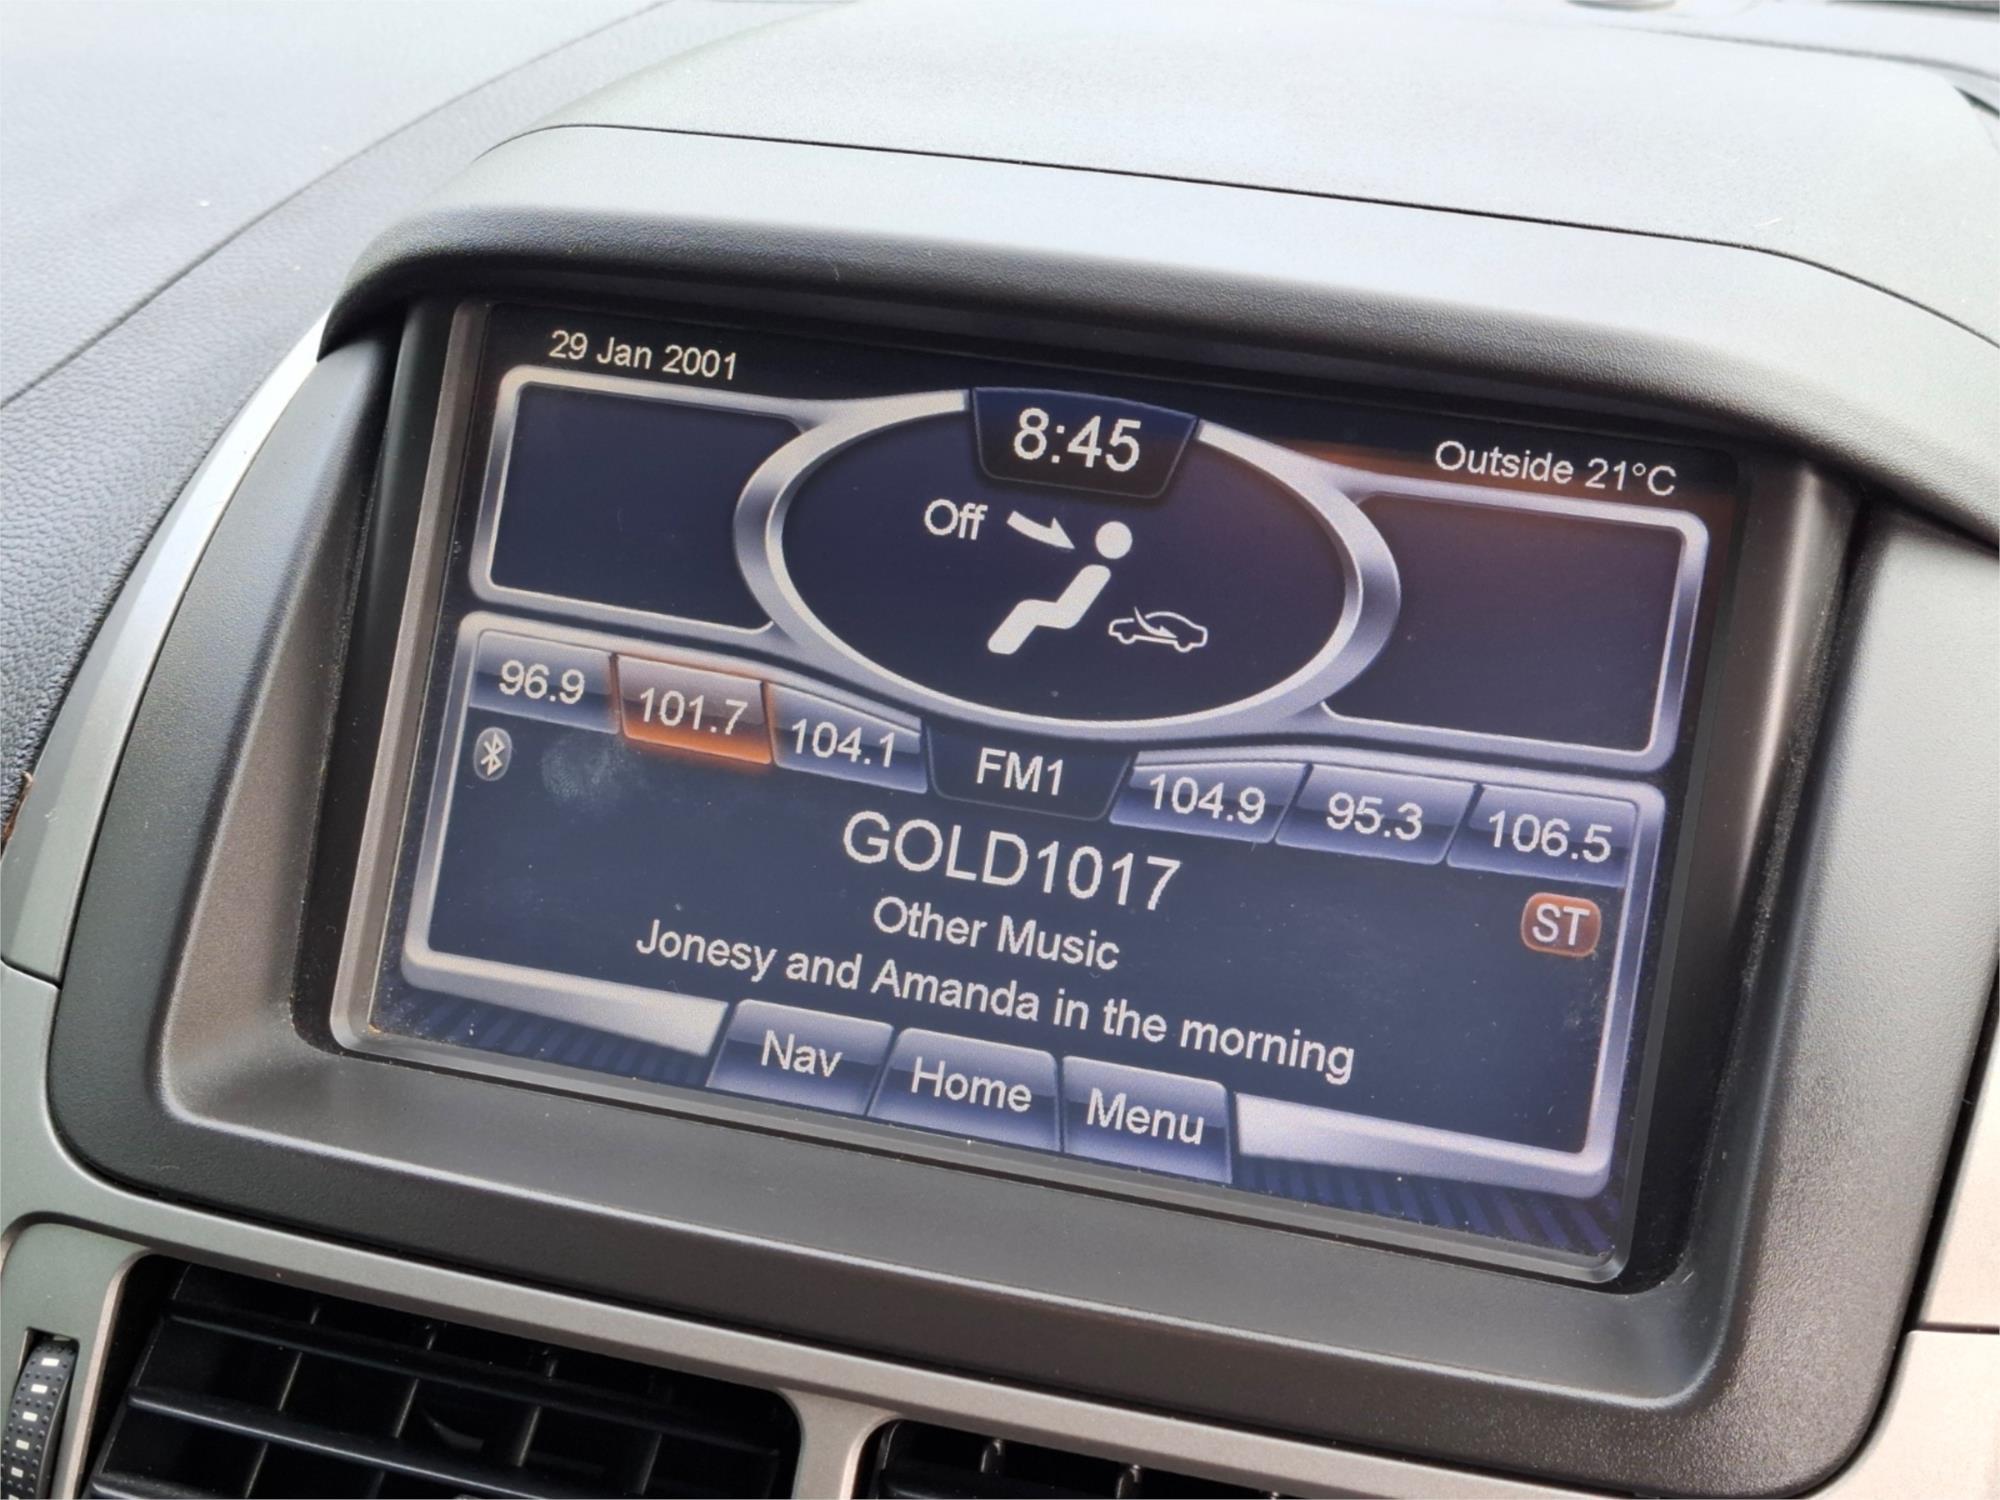 29 Jan 2001
8:45
Outside 21°C
Off
96.9
101.7
104.1
FM1
104.9
95.3
106.5
GOLD1017
ST
Other Music
Jonesy and Amanda in the morning
Nav
Home
Menu